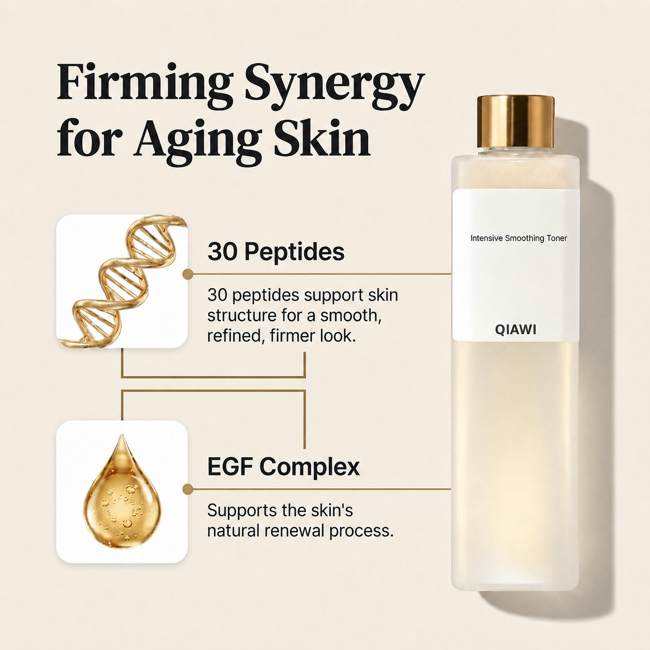 Firming Synergy
for Aging Skin
30 Peptides
30 peptides support skin
structure for a smooth,
refined, firmer look.
EGF Complex
Supports the skin's
natural renewal process.
Intensive Smoothing Toner
QIAWI